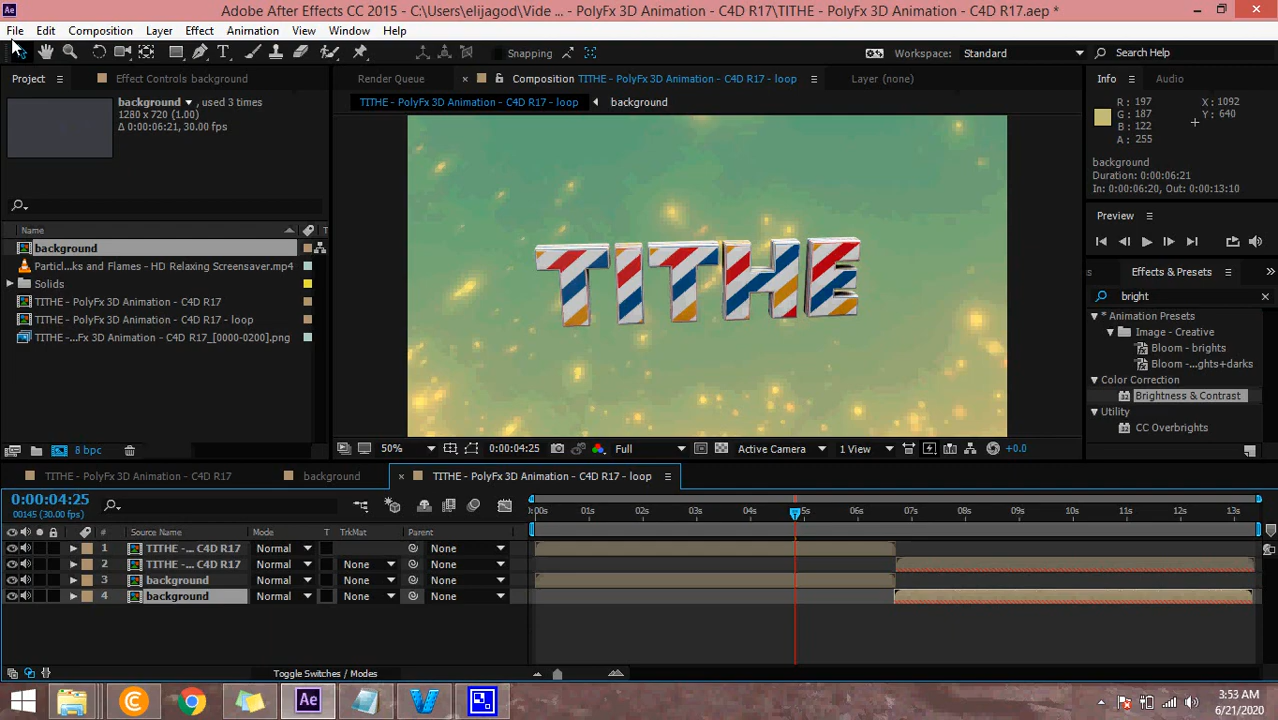 Adobe After Effects CC 2015 - C:\Users\elijagod\Vide ... - PolyFx 3D Animation - C4D R17\TITHE - PolyFx 3D Animation - C4D R17.aep *
File Edit Composition Layer Effect Animation View Window Help
Snapping Workspace: Standard Search Help
Project Effect Controls background Render Queue Composition TITHE - PolyFx 3D Animation - C4D R17 - loop Layer (none) Info Audio
background, used 3 times
1280 x 720 (1.00)
Δ 0:00:06:21, 30.00 fps
TITHE - PolyFx 3D Animation - C4D R17 - loop background
R: 197 X: 1092
G: 187 Y: 640
B: 122
A: 255
background
Duration: 0:00:06:21
In: 0:00:06:20, Out: 0:00:13:10
Preview
Effects & Presets
bright
* Animation Presets
Image - Creative
Bloom - brights
Bloom - ...ghts+darks
Color Correction
Brightness & Contrast
Utility
CC Overbrights
Name T
background
Particl...ks and Flames - HD Relaxing Screensaver.mp4
Solids
TITHE - PolyFx 3D Animation - C4D R17
TITHE - PolyFx 3D Animation - C4D R17 - loop
TITHE -...Fx 3D Animation - C4D R17_[0000-0200].png
TITHE
8 bpc
50% 0:00:04:25 Full Active Camera 1 View +0.0
TITHE - PolyFx 3D Animation - C4D R17 background TITHE - PolyFx 3D Animation - C4D R17 - loop
0:00:04:25
00145 (30.00 fps)
:00s 01s 02s 03s 04s 05s 06s 07s 08s 09s 10s 11s 12s 13s
# Source Name Mode T TrkMat Parent
1 TITHE -... C4D R17 Normal None
2 TITHE -... C4D R17 Normal None None
3 background Normal None None
4 background Normal None None
Toggle Switches / Modes
Ae
3:53 AM
6/21/2020